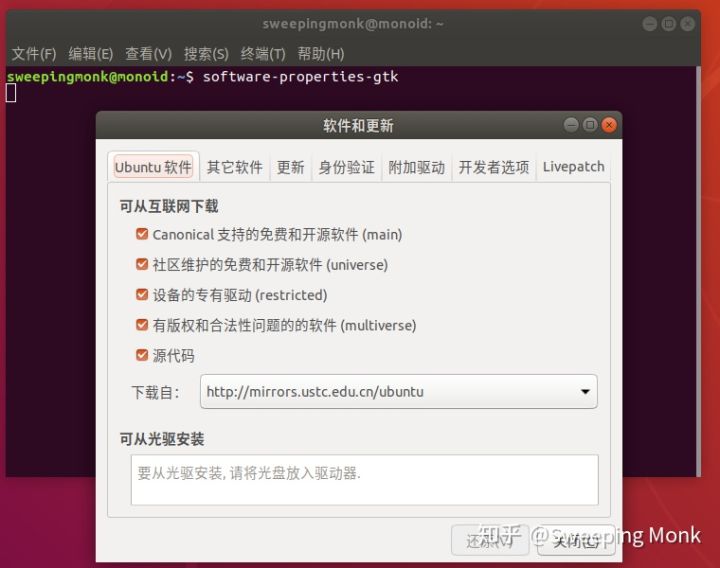 sweepingmonk@monoid: ~
文件(F) 编辑(E) 查看(V) 搜索(S) 终端(T) 帮助(H)
sweepingmonk@monoid:~$ software-properties-gtk
软件和更新
Ubuntu 软件 其它软件 更新 身份验证 附加驱动 开发者选项 Livepatch
可从互联网下载
Canonical 支持的免费和开源软件 (main)
社区维护的免费和开源软件 (universe)
设备的专有驱动 (restricted)
有版权和合法性问题的的软件 (multiverse)
源代码
下载自： http://mirrors.ustc.edu.cn/ubuntu
可从光驱安装
要从光驱安装, 请将光盘放入驱动器.
还原(V) 关闭(C)
知乎 @Sweeping Monk